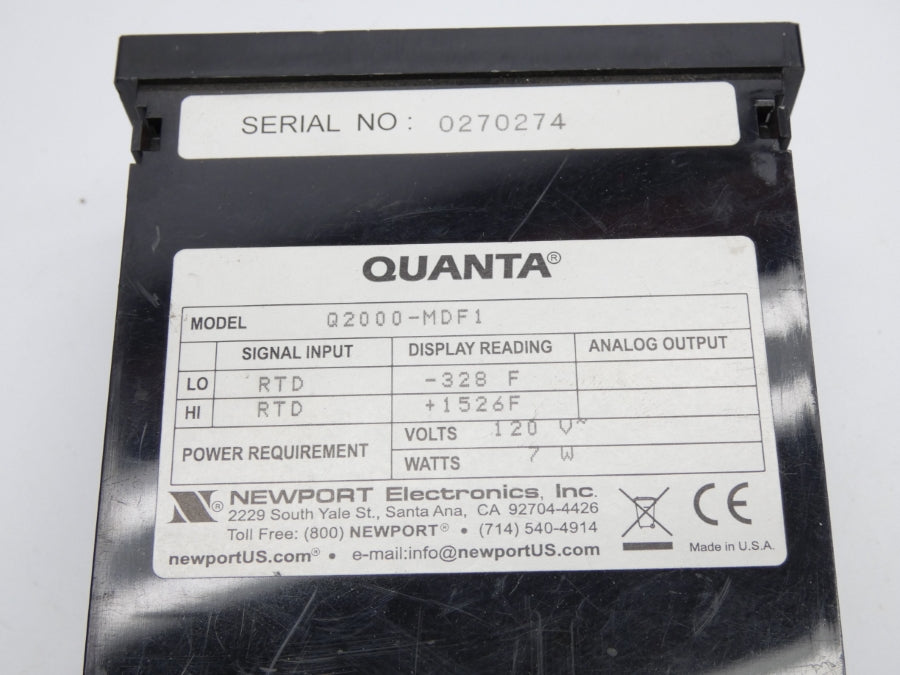 SERIAL NO: 0270274
QUANTA®
MODEL Q2000-MDF1
SIGNAL INPUT DISPLAY READING ANALOG OUTPUT
LO RTD -328 F
HI RTD +1526F
POWER REQUIREMENT VOLTS 120 V~
WATTS 7 W
N® NEWPORT Electronics, Inc.
2229 South Yale St., Santa Ana, CA 92704-4426
Toll Free: (800) NEWPORT® • (714) 540-4914
newportUS.com® • e-mail:info@newportUS.com
CE
Made in U.S.A.